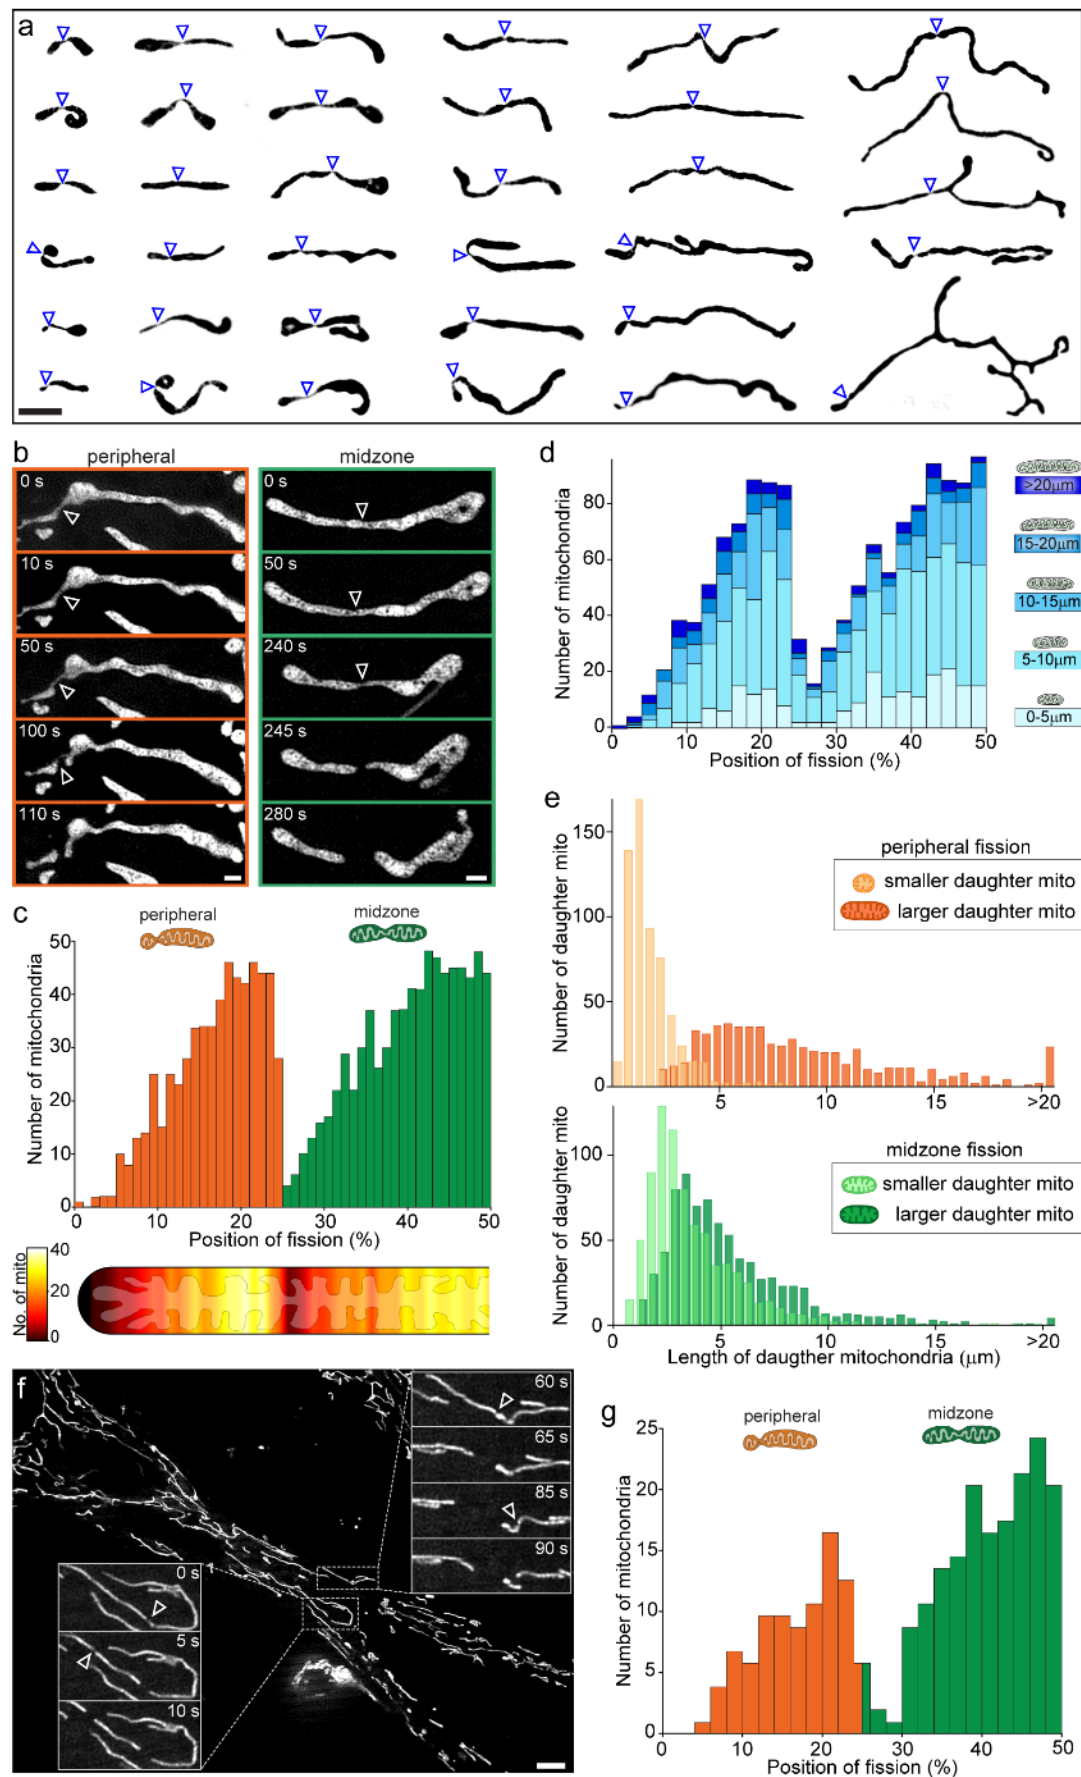 a
b
peripheral
midzone
0 s
10 s
50 s
100 s
110 s
0 s
50 s
240 s
245 s
280 s
c
peripheral
midzone
Number of mitochondria
50
40
30
20
10
0
0 10 20 30 40 50
Position of fission (%)
No. of mito
40
20
0
d
Number of mitochondria
80
60
40
20
0
0 10 20 30 40 50
Position of fission (%)
>20μm
15-20μm
10-15μm
5-10μm
0-5μm
e
Number of daughter mito
150
100
50
0
5 10 15 >20
peripheral fission
smaller daughter mito
larger daughter mito
Number of daughter mito
100
50
0
5 10 15 >20
midzone fission
smaller daughter mito
larger daughter mito
Length of daugther mitochondria (μm)
f
60 s
65 s
85 s
90 s
0 s
5 s
10 s
g
peripheral
midzone
Number of mitochondria
25
20
15
10
5
0
0 10 20 30 40 50
Position of fission (%)